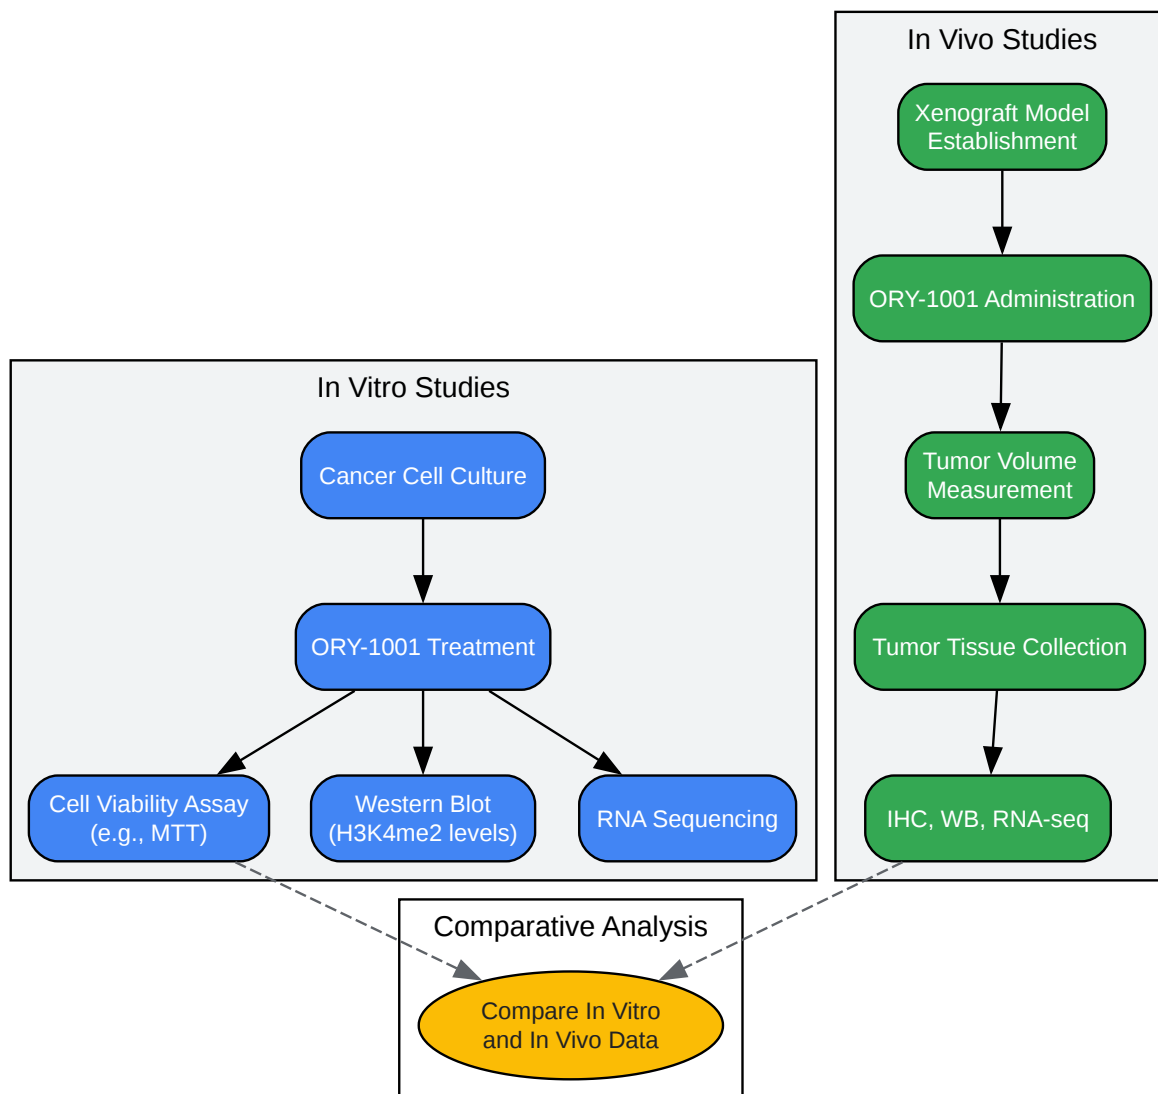 In Vivo Studies
Xenograft Model
Establishment
ORY-1001 Administration
Tumor Volume
Measurement
Tumor Tissue Collection
IHC, WB, RNA-seq
In Vitro Studies
Cancer Cell Culture
ORY-1001 Treatment
Cell Viability Assay
(e.g., MTT)
Western Blot
(H3K4me2 levels)
RNA Sequencing
Comparative Analysis
Compare In Vitro
and In Vivo Data